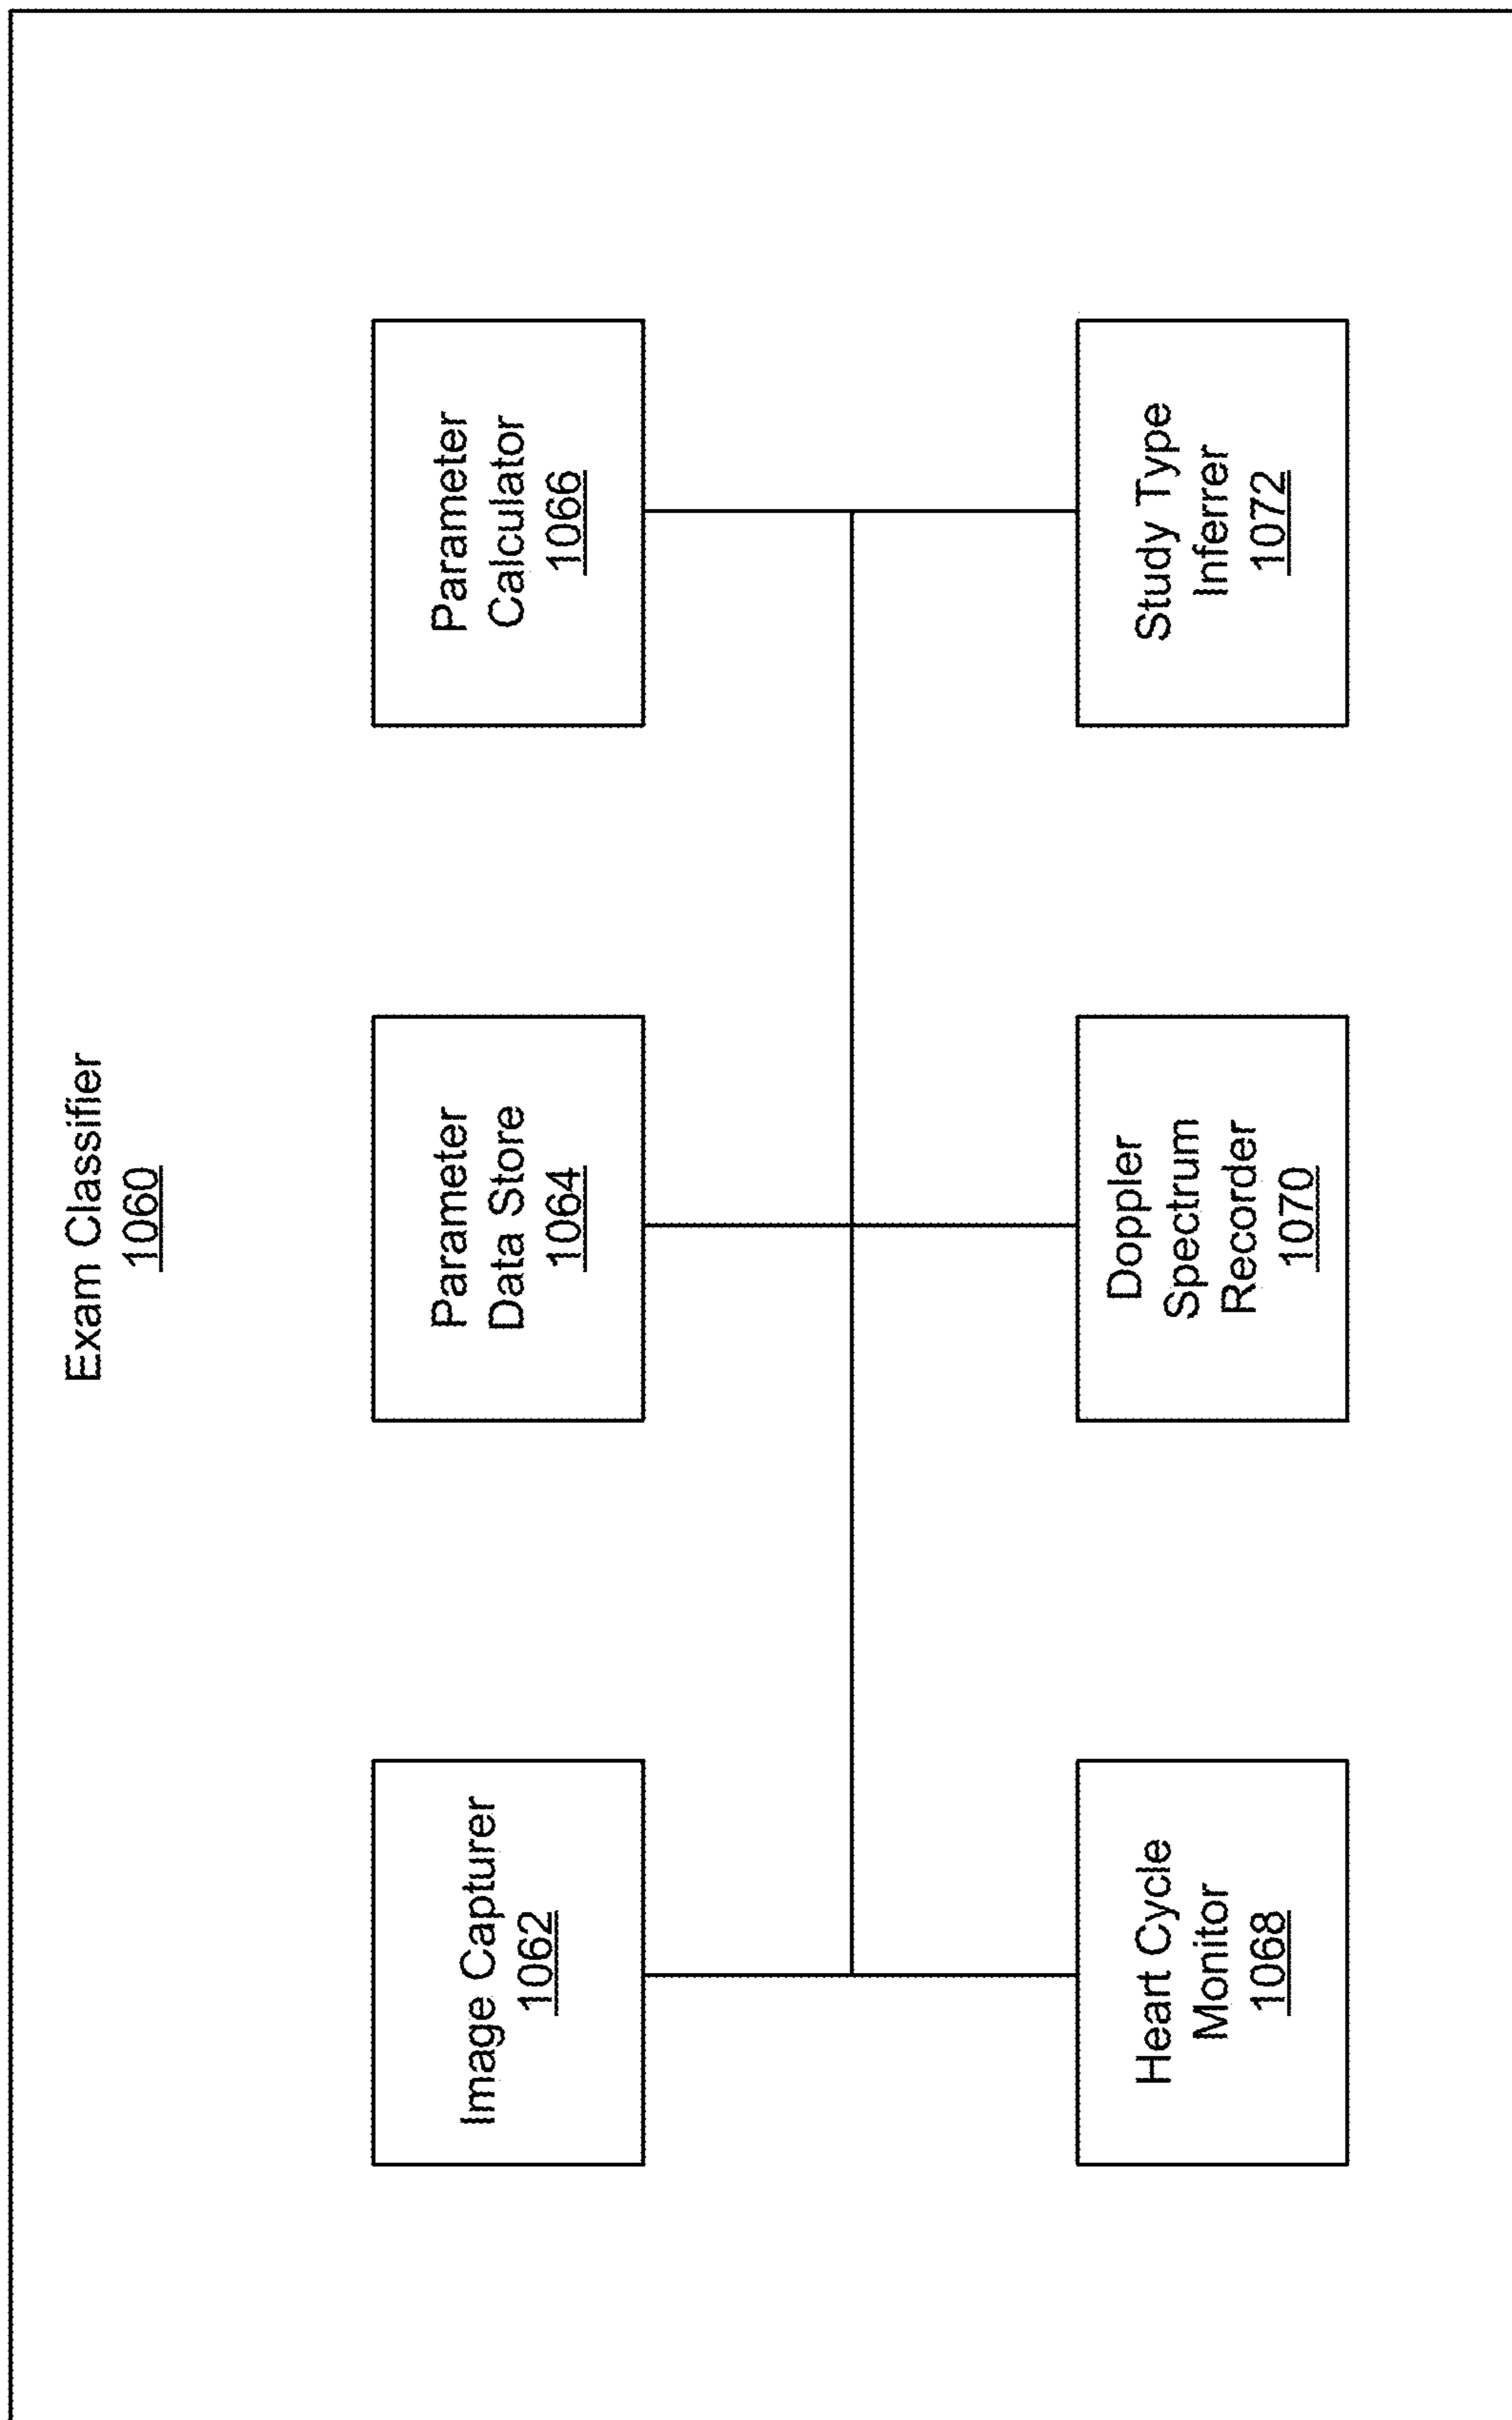 Exam Classifier
1060
Image Capturer
1062
Parameter
Data Store
1064
Parameter
Calculator
1066
Heart Cycle
Monitor
1068
Doppler
Spectrum
Recorder
1070
Study Type
Inferrer
1072